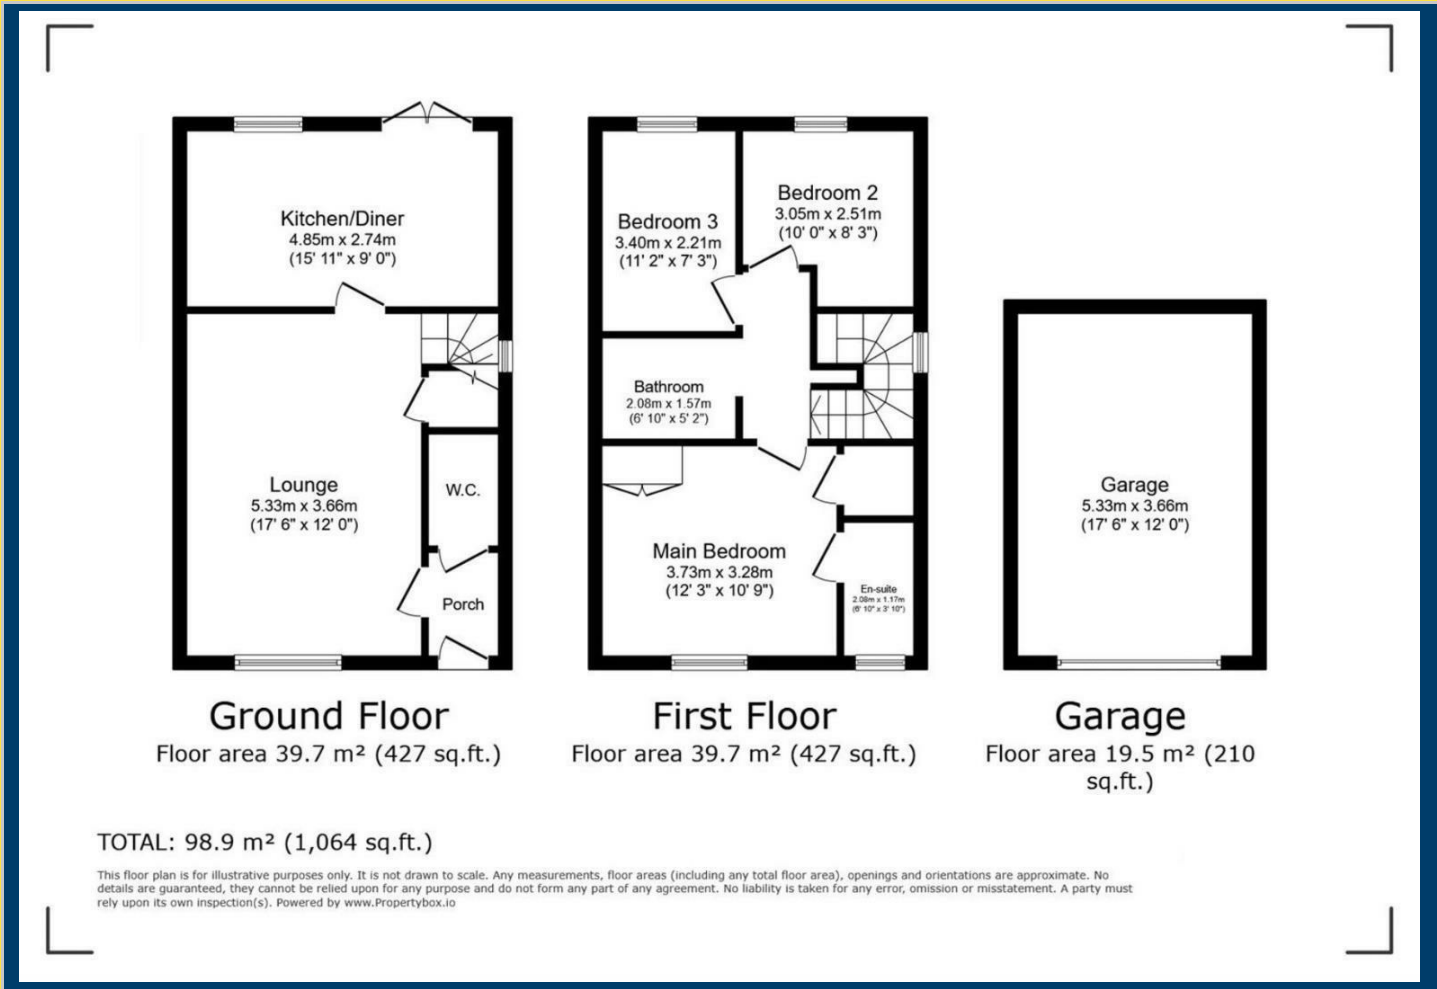 Kitchen/Diner
4.85m x 2.74m
(15' 11" x 9' 0")
Lounge
5.33m x 3.66m
(17' 6" x 12' 0")
W.C.
Porch
Bedroom 3
3.40m x 2.21m
(11' 2" x 7' 3")
Bedroom 2
3.05m x 2.51m
(10' 0" x 8' 3")
Bathroom
2.08m x 1.57m
(6' 10" x 5' 2")
Main Bedroom
3.73m x 3.28m
(12' 3" x 10' 9")
En-suite
2.08m x 1.17m
(6' 10" x 3' 10")
Garage
5.33m x 3.66m
(17' 6" x 12' 0")
Ground Floor
Floor area 39.7 m² (427 sq.ft.)
First Floor
Floor area 39.7 m² (427 sq.ft.)
Garage
Floor area 19.5 m² (210
sq.ft.)
TOTAL: 98.9 m² (1,064 sq.ft.)
This floor plan is for illustrative purposes only. It is not drawn to scale. Any measurements, floor areas (including any total floor area), openings and orientations are approximate. No
details are guaranteed, they cannot be relied upon for any purpose and do not form any part of any agreement. No liability is taken for any error, omission or misstatement. A party must
rely upon its own inspection(s). Powered by www.Propertybox.io